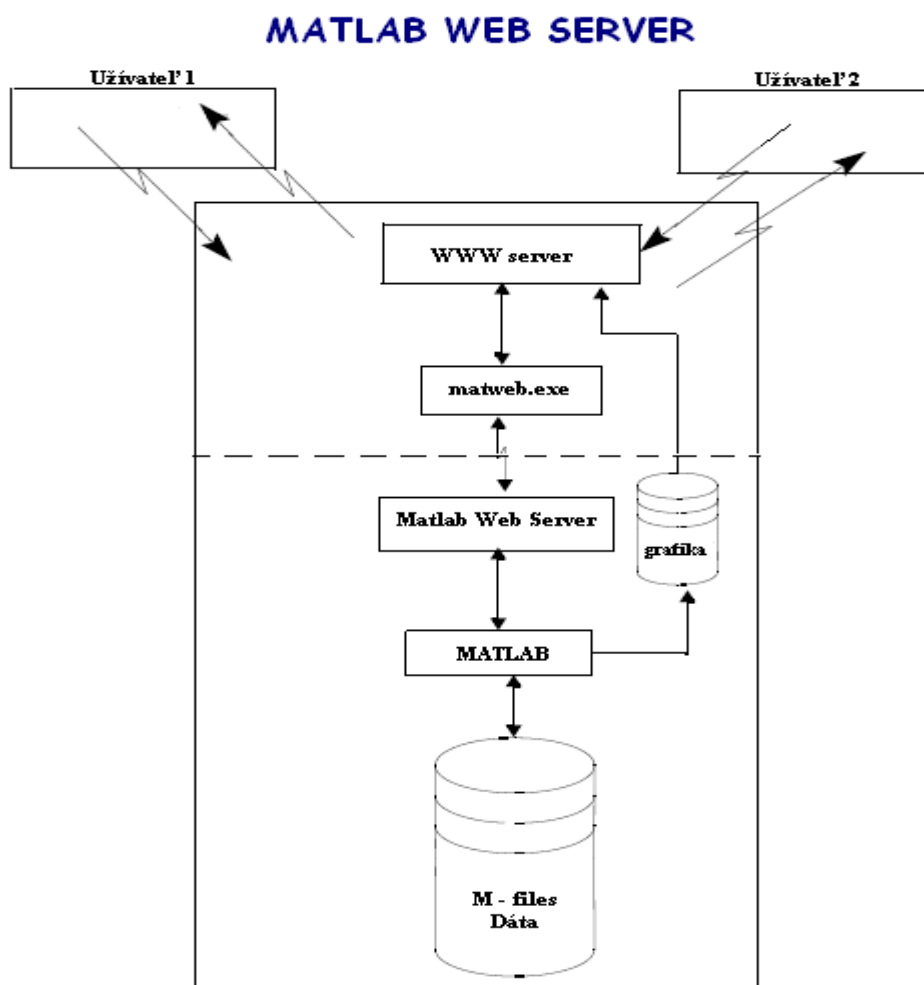 MATLAB WEB SERVER
Užívateľ 1
Užívateľ 2
WWW server
matweb.exe
Matlab Web Server
grafika
MATLAB
M - files
Dáta